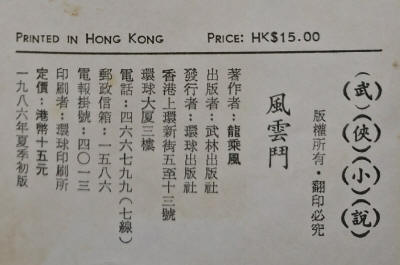 PRINTED IN HONG KONG PRICE: HK$15.00
(武)(俠)(小)(說)
版權所有・翻印必究
風雲鬥
著作者：龍乘風
出版者：武林出版社
發行者：環球出版社
香港上環新街五至十三號
環球大厦三樓
電話：四六六七九九（七線）
郵政信箱：一五八六
電報掛號：四〇一三
印刷者：環球印刷所
定價：港幣十五元
一九八六年夏季初版